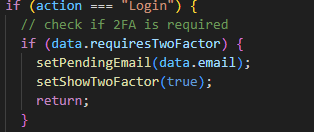 if (action === "Login") {
// check if 2FA is required
if (data.requiresTwoFactor) {
setPendingEmail(data.email);
setShowTwoFactor(true);
return;
}